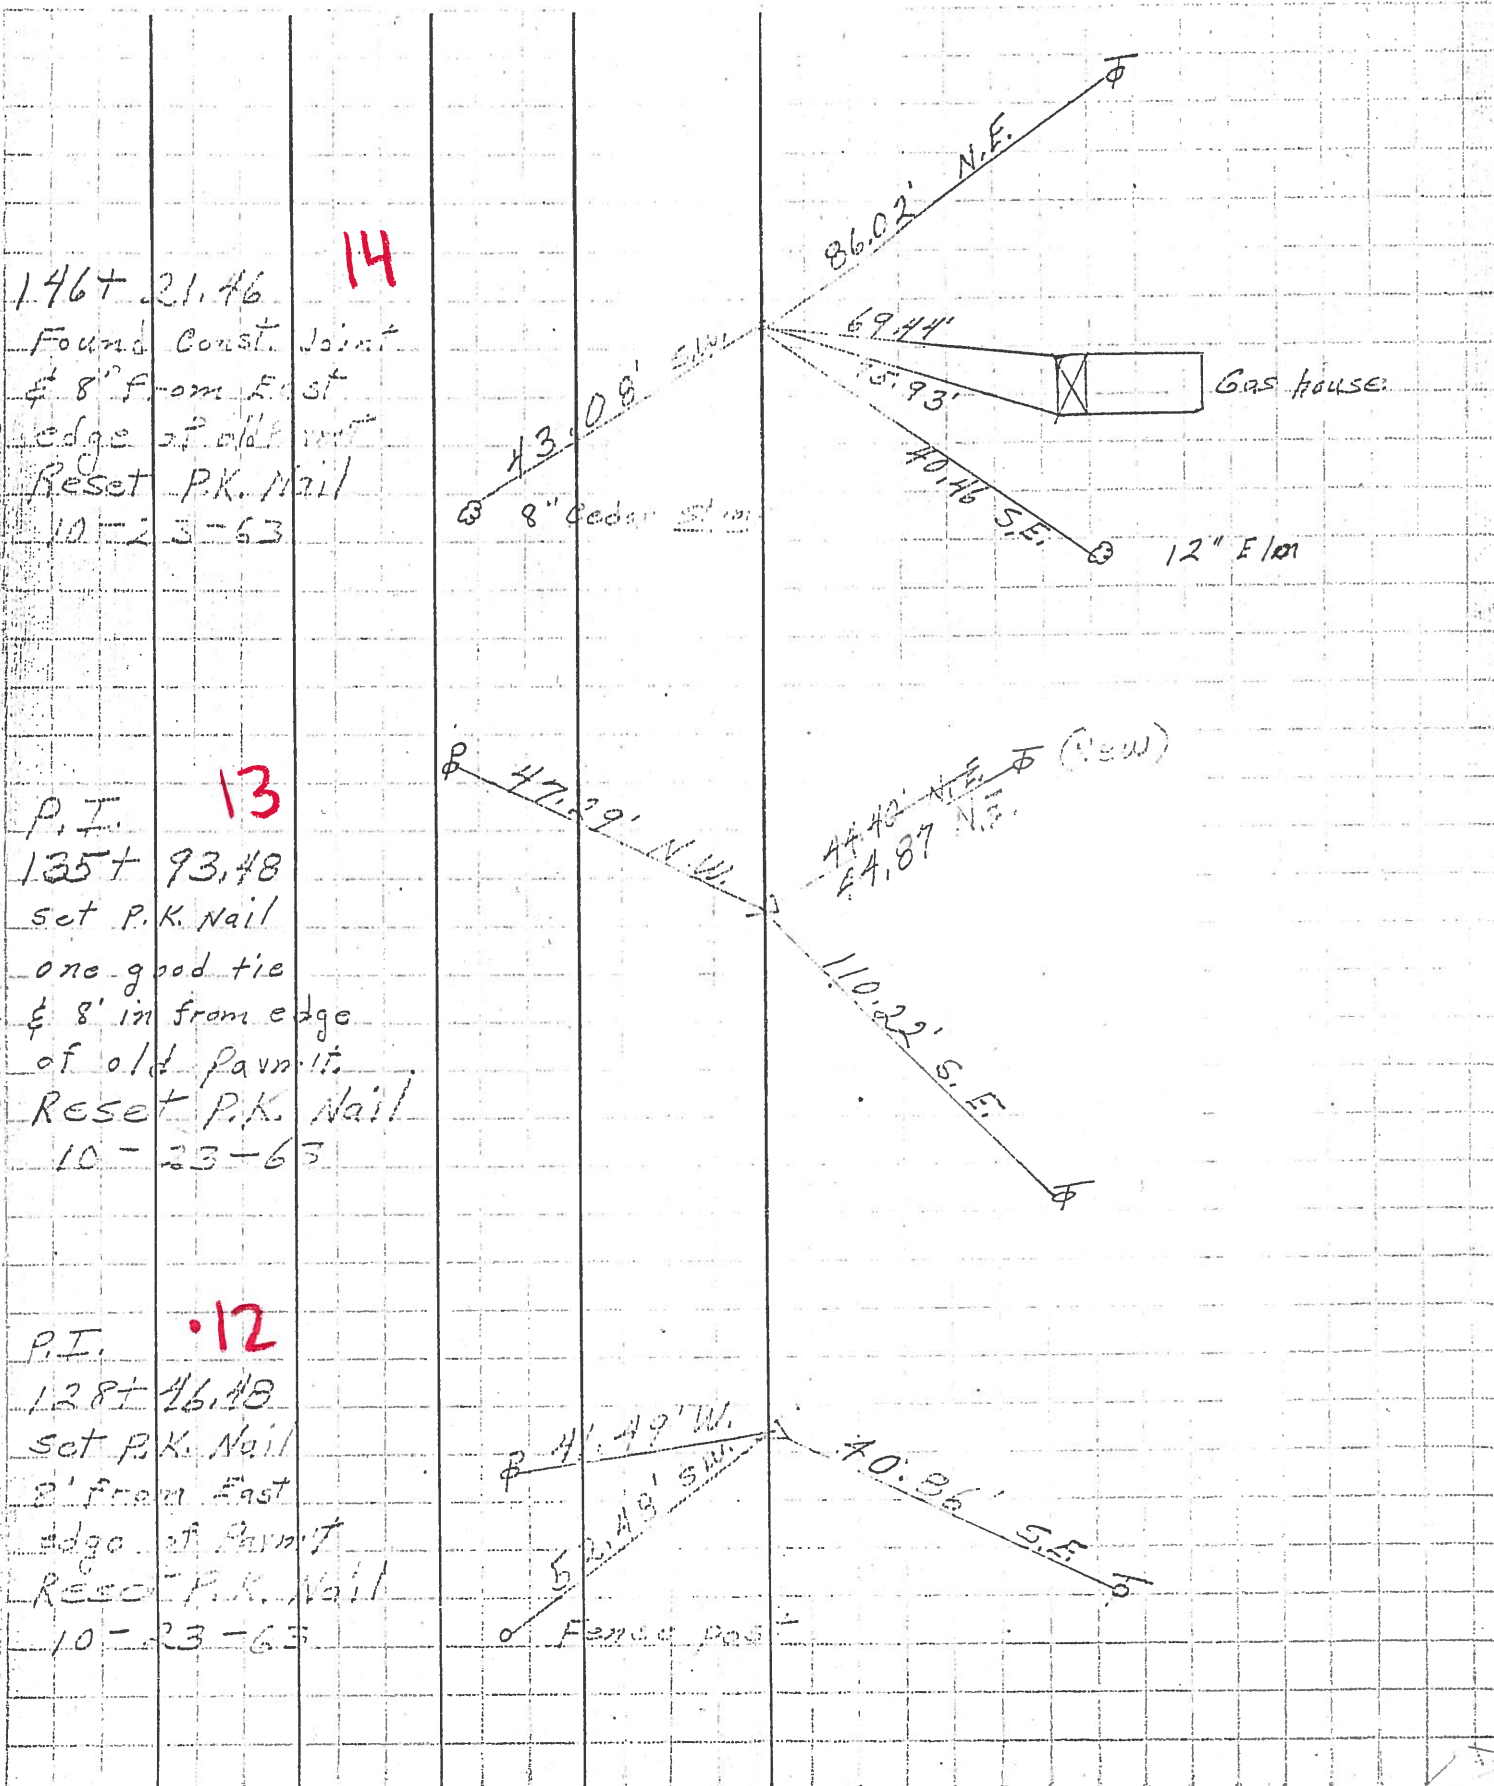 14
146+ 21.46
Found Const. Joint
& 8" from East
edge of old
Reset P.K. Nail
10-23-63
86.02' N.E.
69.44'
Gas house
43.08' S.W.
8" Cedar
40.46 S.E.
12" Elm
13
P.I.
135+ 93.48
set P.K. Nail
one good tie
& 8' in from edge
of old Pavm't.
Reset P.K. Nail
10-23-63
47.29' N.W.
44.40' N.E.
(New)
4.87 N.E.
110.22' S.E.
·12
P.I.
128+ 46.48
set P.K. Nail
8' from East
edge of Pavm't
Reset P.K. Nail
10-23-63
41.49' W.
52.48' S.W.
Fence post
40.86' S.E.